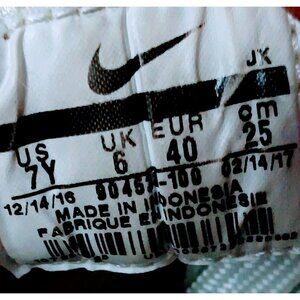 JX
US UK EUR cm
7Y 6 40 25
12/14/16 02/14/17
MADE IN INDONESIA
FABRIQUE EN INDONESIE